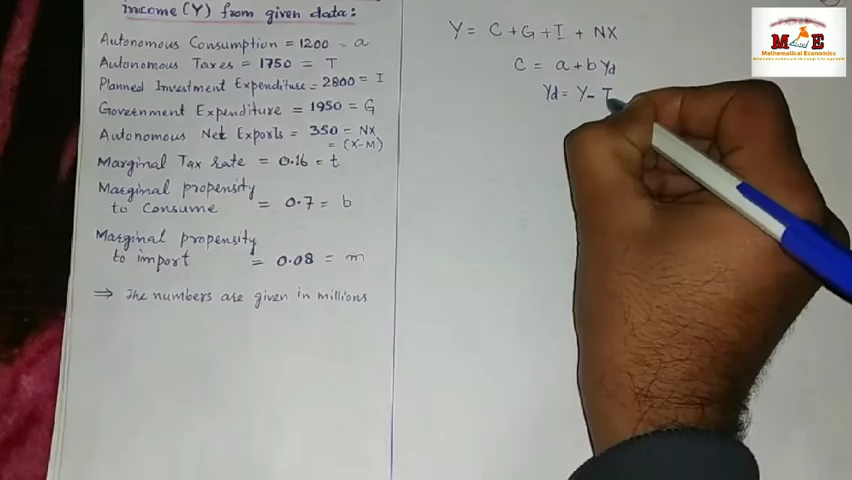 Income (Y) from given data:
Autonomous Consumption = 1200 = a
Autonomous Taxes = 1750 = T
Planned Investment Expenditure = 2800 = I
Government Expenditure = 1950 = G
Autonomous Net Exports = 350 = NX
= (X-M)
Marginal Tax rate = 0.16 = t
Marginal propensity
to Consume = 0.7 = b
Marginal propensity
to import = 0.08 = m
⇒ The numbers are given in millions
Y = C + G + I + NX
C = a + b Yd
Yd = Y - T
M E
Mathematical Economics